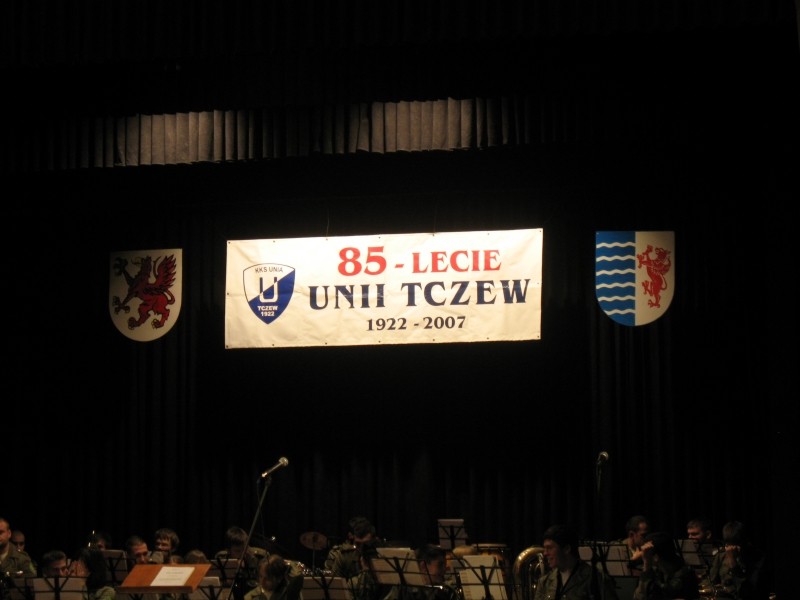 85 - LECIE
UNII TCZEW
1922 - 2007
KKS UNIA
U
TCZEW
1922